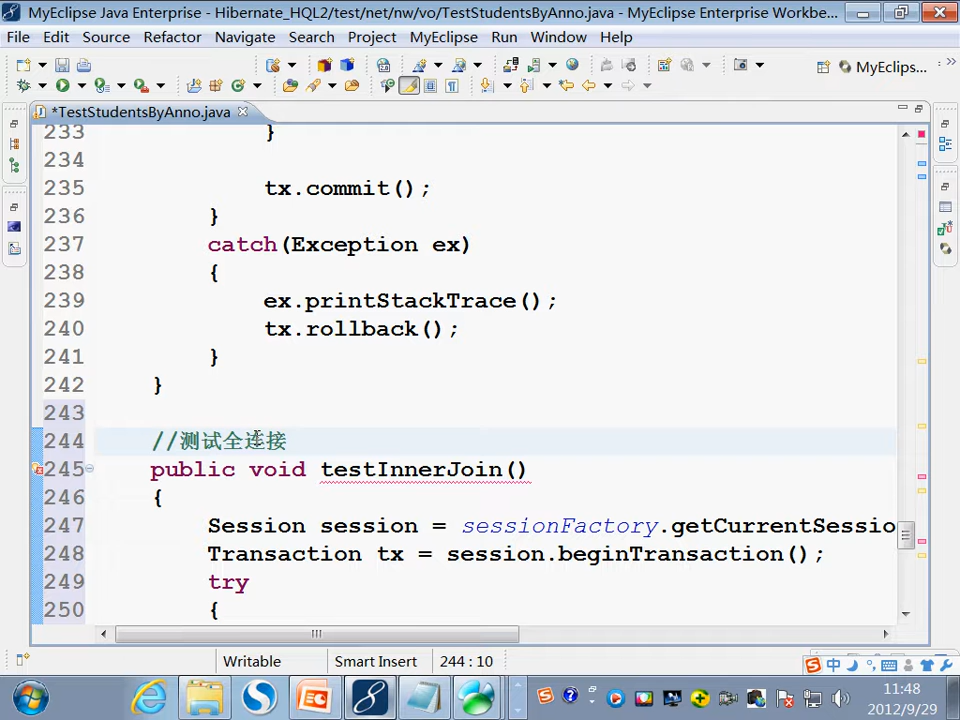 MyEclipse Java Enterprise - Hibernate_HQL2/test/net/nw/vo/TestStudentsByAnno.java - MyEclipse Enterprise Workbe...
File Edit Source Refactor Navigate Search Project MyEclipse Run Window Help
MyEclips...
*TestStudentsByAnno.java
233 }
234
235 tx.commit();
236 }
237 catch(Exception ex)
238 {
239 ex.printStackTrace();
240 tx.rollback();
241 }
242 }
243
244 //测试全连接
245 public void testInnerJoin()
246 {
247 Session session = sessionFactory.getCurrentSessio
248 Transaction tx = session.beginTransaction();
249 try
250 {
Writable Smart Insert 244 : 10
中
11:48
2012/9/29